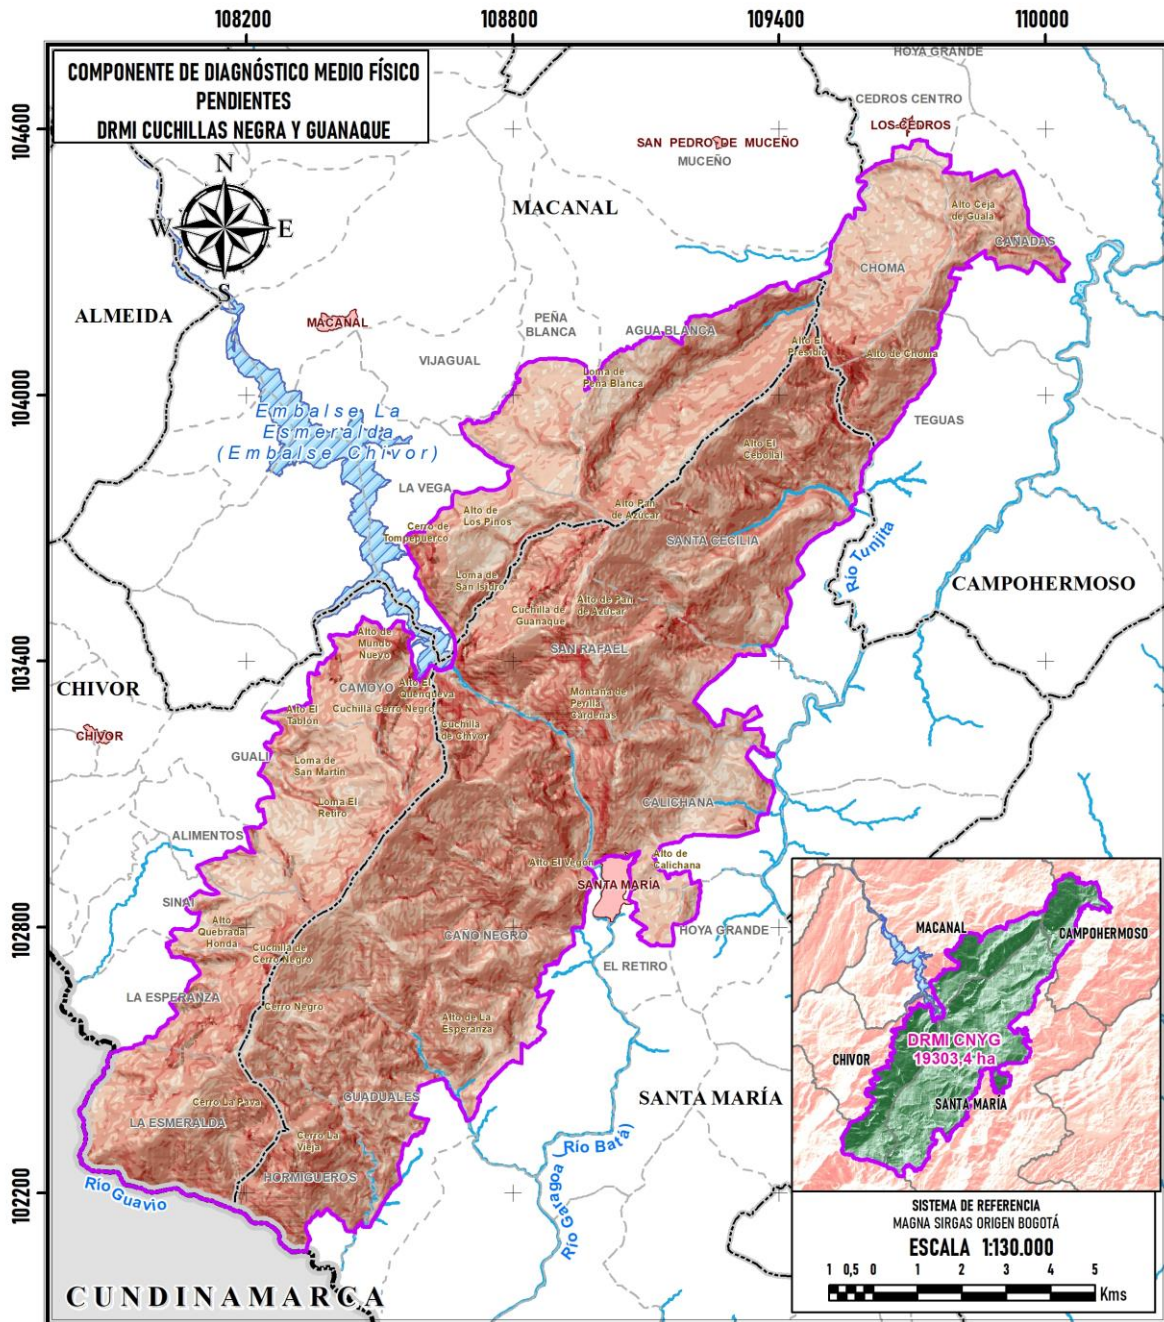 108200
108800
109400
110000
COMPONENTE DE DIAGNÓSTICO MEDIO FÍSICO
PENDIENTES
DRMI CUCHILLAS NEGRA Y GUANAQUE
104600
104000
103400
102800
102200
N
W
E
S
HOYA GRANDE
CEDROS CENTRO
LOS CEDROS
SAN PEDRO DE MUCEÑO
MUCEÑO
MACANAL
Alto Ceja
de Guala
CAÑADAS
CHOMA
ALMEIDA
MACANAL
PEÑA
BLANCA
AGUA BLANCA
VIJAGUAL
Alto El
Presidio
Alto de Choma
Loma de
Peña Blanca
TEGUAS
Embalse La
Esmeralda
(Embalse Chivor)
Alto El
Cebollal
LA VEGA
Alto de
Los Pinos
Alto Pan
de Azúcar
Cerro de
Tompepuerco
SANTA CECILIA
Río Tunjita
CAMPOHERMOSO
Loma de
San Isidro
Cuchilla de
Guanaque
Alto de Pan
de Azúcar
SAN RAFAEL
Alto de
Mundo
Nuevo
CHIVOR
CAMOYO
Alto El
Quenqueva
Cuchilla Cerro Negro
Montaña de
Perilla
Cárdenas
Alto El
Tablón
Cuchilla
de Chivor
CHIVOR
GUALI
Loma de
San Martín
Loma El
Retiro
CALICHANA
ALIMENTOS
Alto El Vegón
Alto de
Calichana
SANTA MARÍA
SINAI
Alto
Quebrada
Honda
CAÑO NEGRO
HOYA GRANDE
Cuchilla de
Cerro Negro
EL RETIRO
LA ESPERANZA
Cerro Negro
Alto de La
Esperanza
SANTA MARÍA
Cerro La Pava
GUADUALES
LA ESMERALDA
Cerro La
Vieja
HORMIGUEROS
Río Guavio
Río Garagoa (Río Batá)
CUNDINAMARCA
MACANAL
CAMPOHERMOSO
DRMI CNYG
19303,4 ha
CHIVOR
SANTA MARÍA
SISTEMA DE REFERENCIA
MAGNA SIRGAS ORIGEN BOGOTÁ
ESCALA 1:130.000
1 0,5 0 1 2 3 4 5
Kms